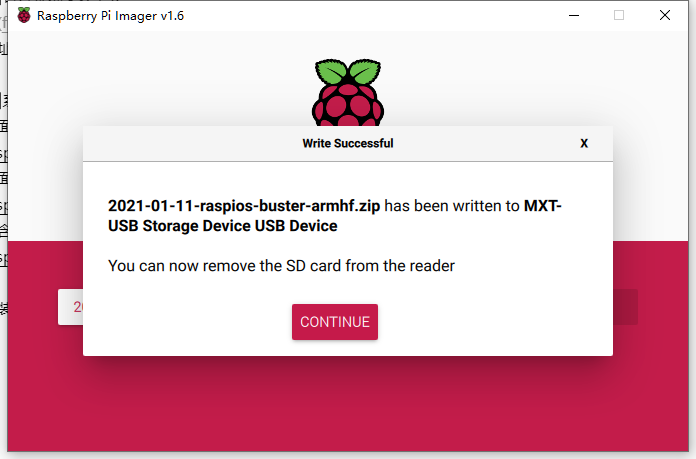 Raspberry Pi Imager v1.6
Write Successful X
2021-01-11-raspios-buster-armhf.zip has been written to MXT-
USB Storage Device USB Device
You can now remove the SD card from the reader
20
CONTINUE